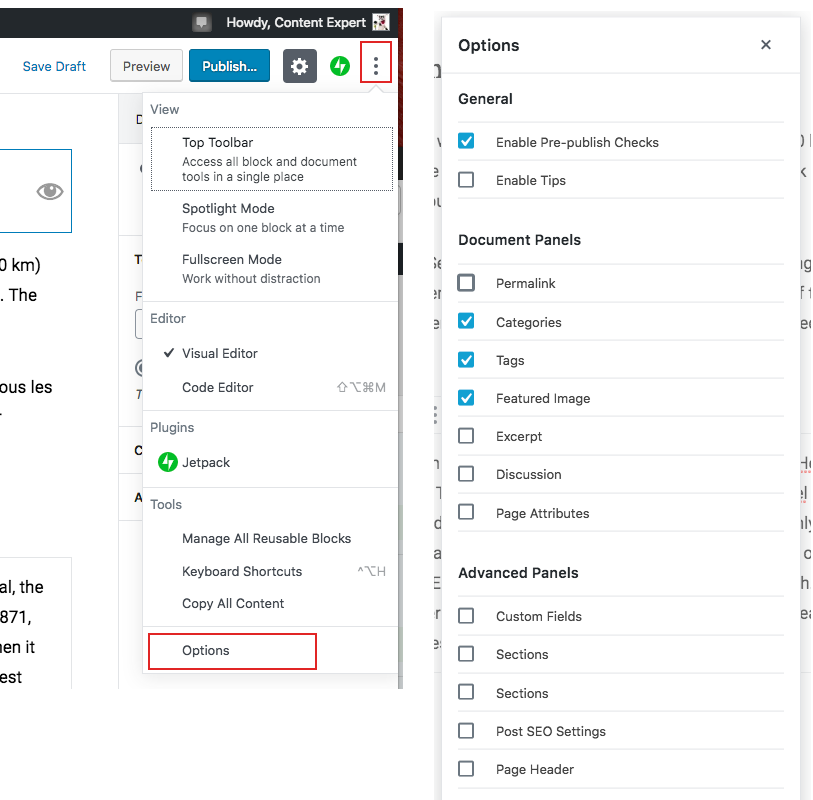 Howdy, Content Expert
Save Draft
Preview
Publish...
View
Top Toolbar
Access all block and document
tools in a single place
Spotlight Mode
Focus on one block at a time
Fullscreen Mode
Work without distraction
Editor
✓ Visual Editor
Code Editor ⇧⌥⌘M
Plugins
Jetpack
Tools
Manage All Reusable Blocks
Keyboard Shortcuts ^⌥H
Copy All Content
Options
0 km)
. The
ous les
al, the
871,
en it
est
Options ×
General
Enable Pre-publish Checks
Enable Tips
Document Panels
Permalink
Categories
Tags
Featured Image
Excerpt
Discussion
Page Attributes
Advanced Panels
Custom Fields
Sections
Sections
Post SEO Settings
Page Header